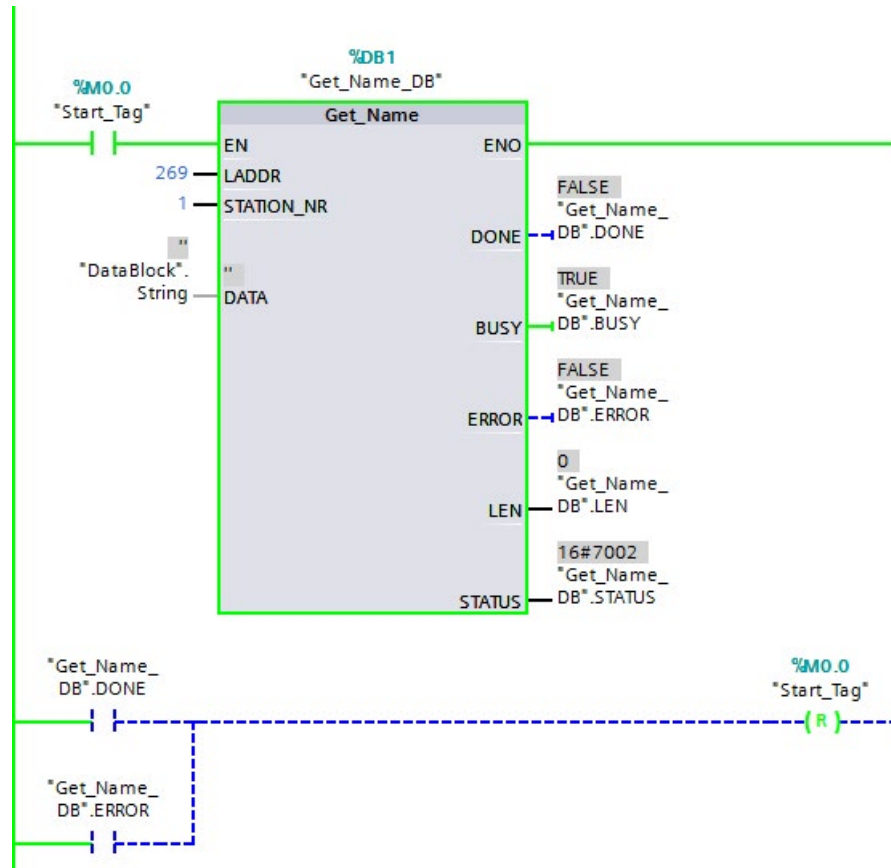 %DB1
"Get_Name_DB"
%M0.0
"Start_Tag"
Get_Name
EN
ENO
269
LADDR
1
STATION_NR
''
"DataBlock".
String
''
DATA
DONE
FALSE
"Get_Name_
DB".DONE
BUSY
TRUE
"Get_Name_
DB".BUSY
ERROR
FALSE
"Get_Name_
DB".ERROR
LEN
0
"Get_Name_
DB".LEN
STATUS
16#7002
"Get_Name_
DB".STATUS
"Get_Name_
DB".DONE
%M0.0
"Start_Tag"
R
"Get_Name_
DB".ERROR